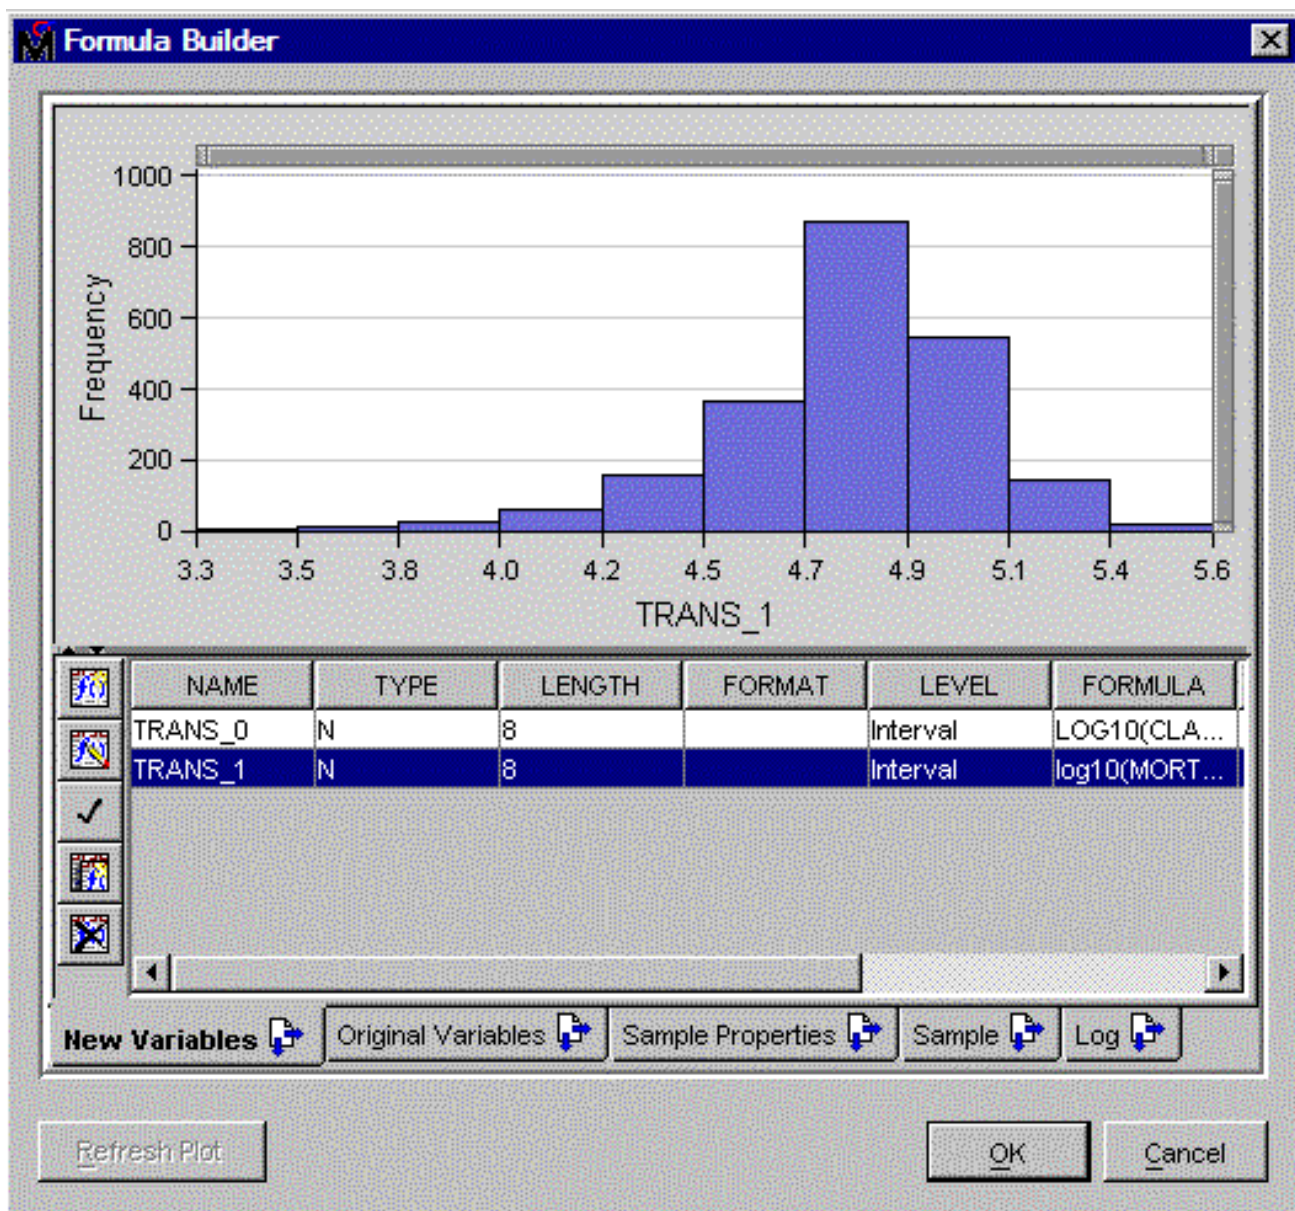 Formula Builder
1000
800
600
400
200
0
Frequency
3.3 3.5 3.8 4.0 4.2 4.5 4.7 4.9 5.1 5.4 5.6
TRANS_1
NAME TYPE LENGTH FORMAT LEVEL FORMULA
TRANS_0 N 8 Interval LOG10(CLA...
TRANS_1 N 8 Interval log10(MORT...
New Variables Original Variables Sample Properties Sample Log
Refresh Plot OK Cancel